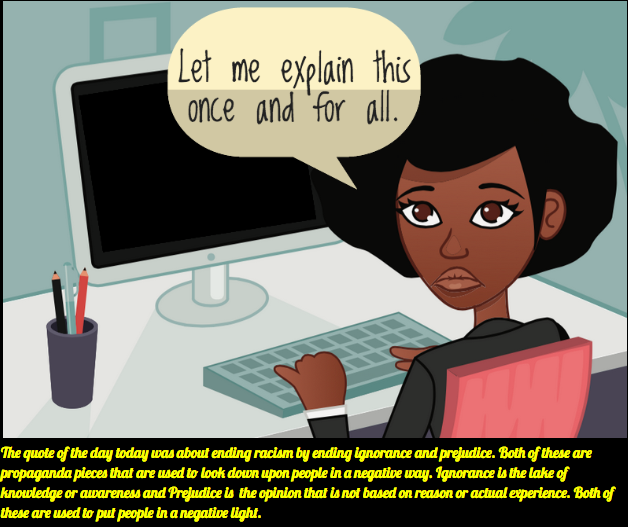 Let me explain this
once and for all.
The quote of the day today was about ending racism by ending ignorance and prejudice. Both of these are
propaganda pieces that are used to look down upon people in a negative way. Ignorance is the lake of
knowledge or awareness and Prejudice is the opinion that is not based on reason or actual experience. Both of
these are used to put people in a negative light.